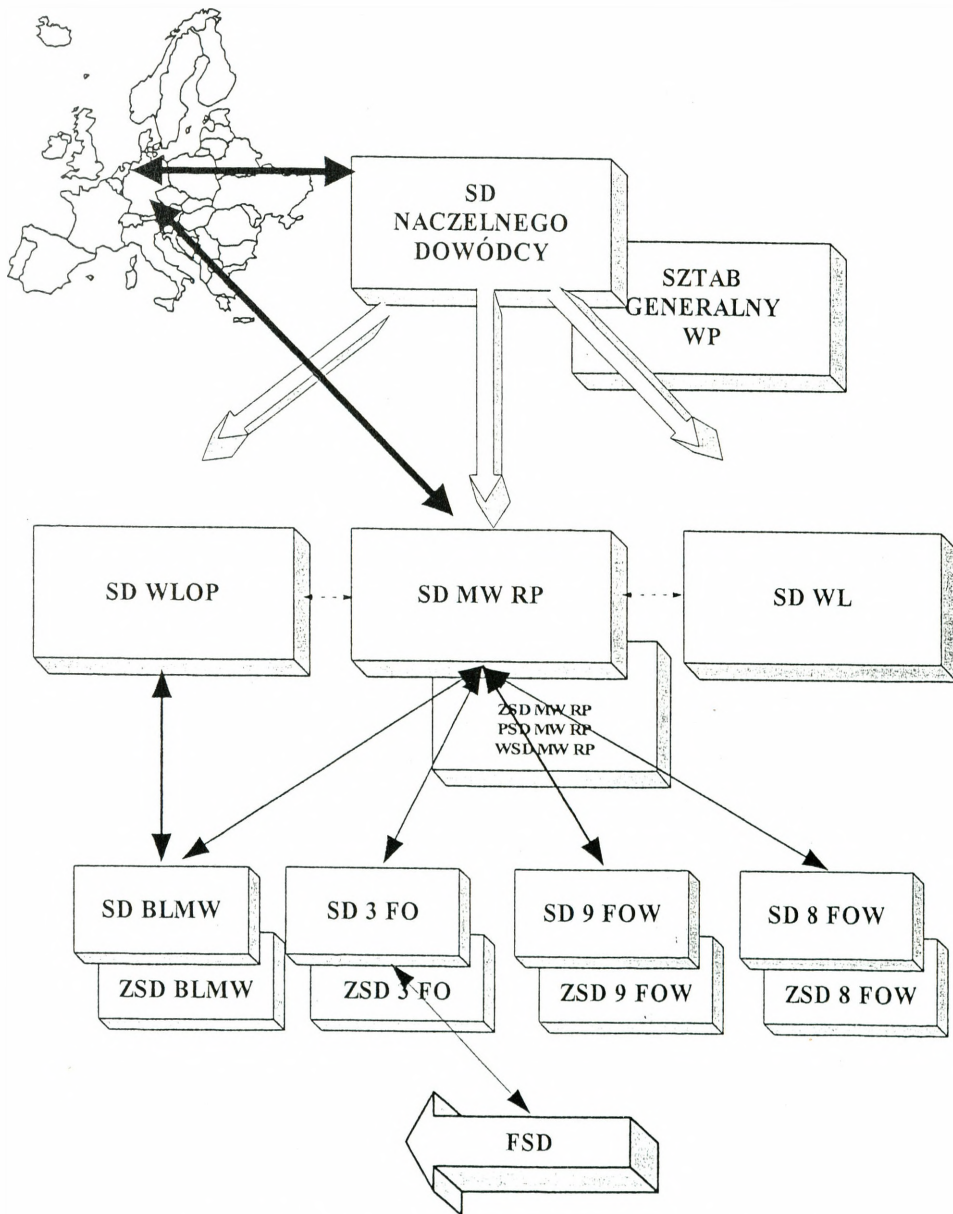 SD
NACZELNEGO
DOWÓDCY
SZTAB
GENERALNY
WP
SD WLOP
SD MW RP
SD WL
ZSD MW RP
PSD MW RP
WSD MW RP
SD BLMW
SD 3 FO
SD 9 FOW
SD 8 FOW
ZSD BLMW
ZSD 3 FO
ZSD 9 FOW
ZSD 8 FOW
FSD